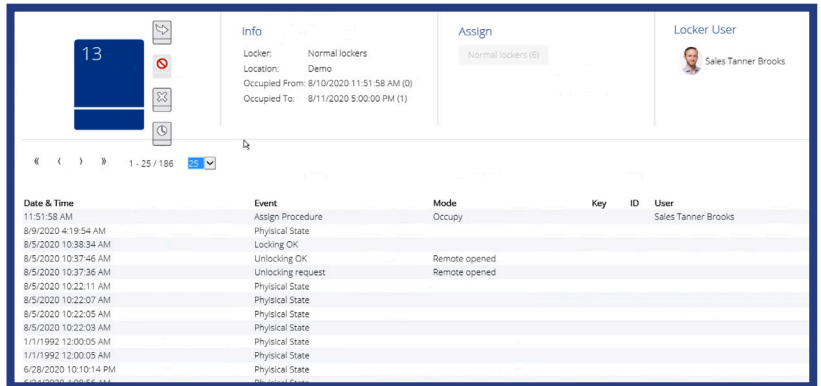 13
Info
Locker: Normal lockers
Location: Demo
Occupied From: 8/10/2020 11:51:58 AM (0)
Occupied To: 8/11/2020 5:00:00 PM (1)
Assign
Normal lockers (6)
Locker User
Sales Tanner Brooks
1 - 25 / 186 25
Date & Time Event Mode Key ID User
11:51:58 AM Assign Procedure Occupy Sales Tanner Brooks
8/9/2020 4:19:54 AM Phyisical State
8/5/2020 10:38:34 AM Locking OK
8/5/2020 10:37:46 AM Unlocking OK Remote opened
8/5/2020 10:37:36 AM Unlocking request Remote opened
8/5/2020 10:22:11 AM Phyisical State
8/5/2020 10:22:07 AM Phyisical State
8/5/2020 10:22:05 AM Phyisical State
8/5/2020 10:22:03 AM Phyisical State
1/1/1992 12:00:05 AM Phyisical State
1/1/1992 12:00:05 AM Phyisical State
6/28/2020 10:10:14 PM Phyisical State